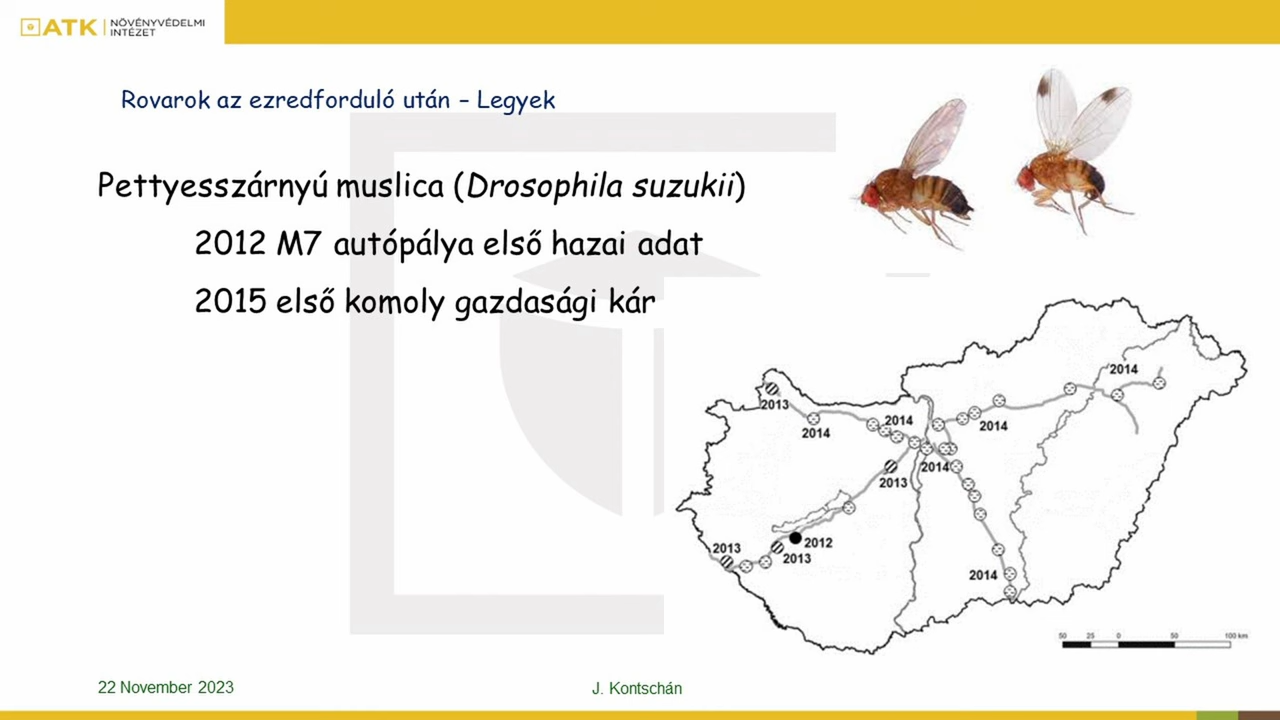 ATK NÖVÉNYVÉDELMI
INTÉZET
Rovarok az ezredforduló után – Legyek
Pettyesszárnyú muslica (Drosophila suzukii)
2012 M7 autópálya első hazai adat
2015 első komoly gazdasági kár
2014
2013
2014
2014
2014
2014
2013
2012
2013
2013
2014
50 25 0 50 100 km
22 November 2023
J. Kontschán